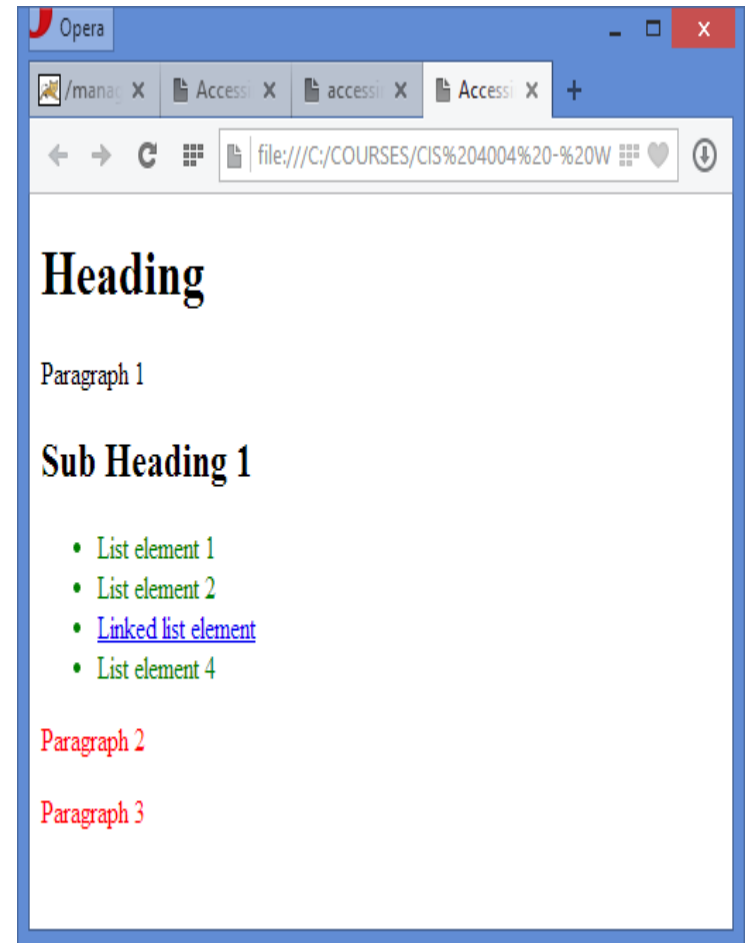 Opera
/manag
Accessi
accessi
Accessi
file:///C:/COURSES/CIS%204004%20-%20W
Heading
Paragraph 1
Sub Heading 1
• List element 1
• List element 2
• Linked list element
• List element 4
Paragraph 2
Paragraph 3